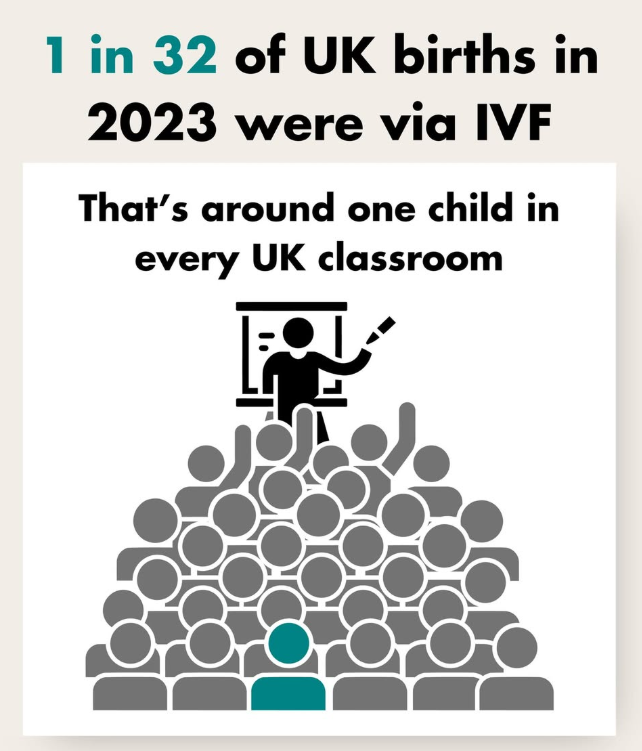 1 in 32 of UK births in
2023 were via IVF
That's around one child in
every UK classroom